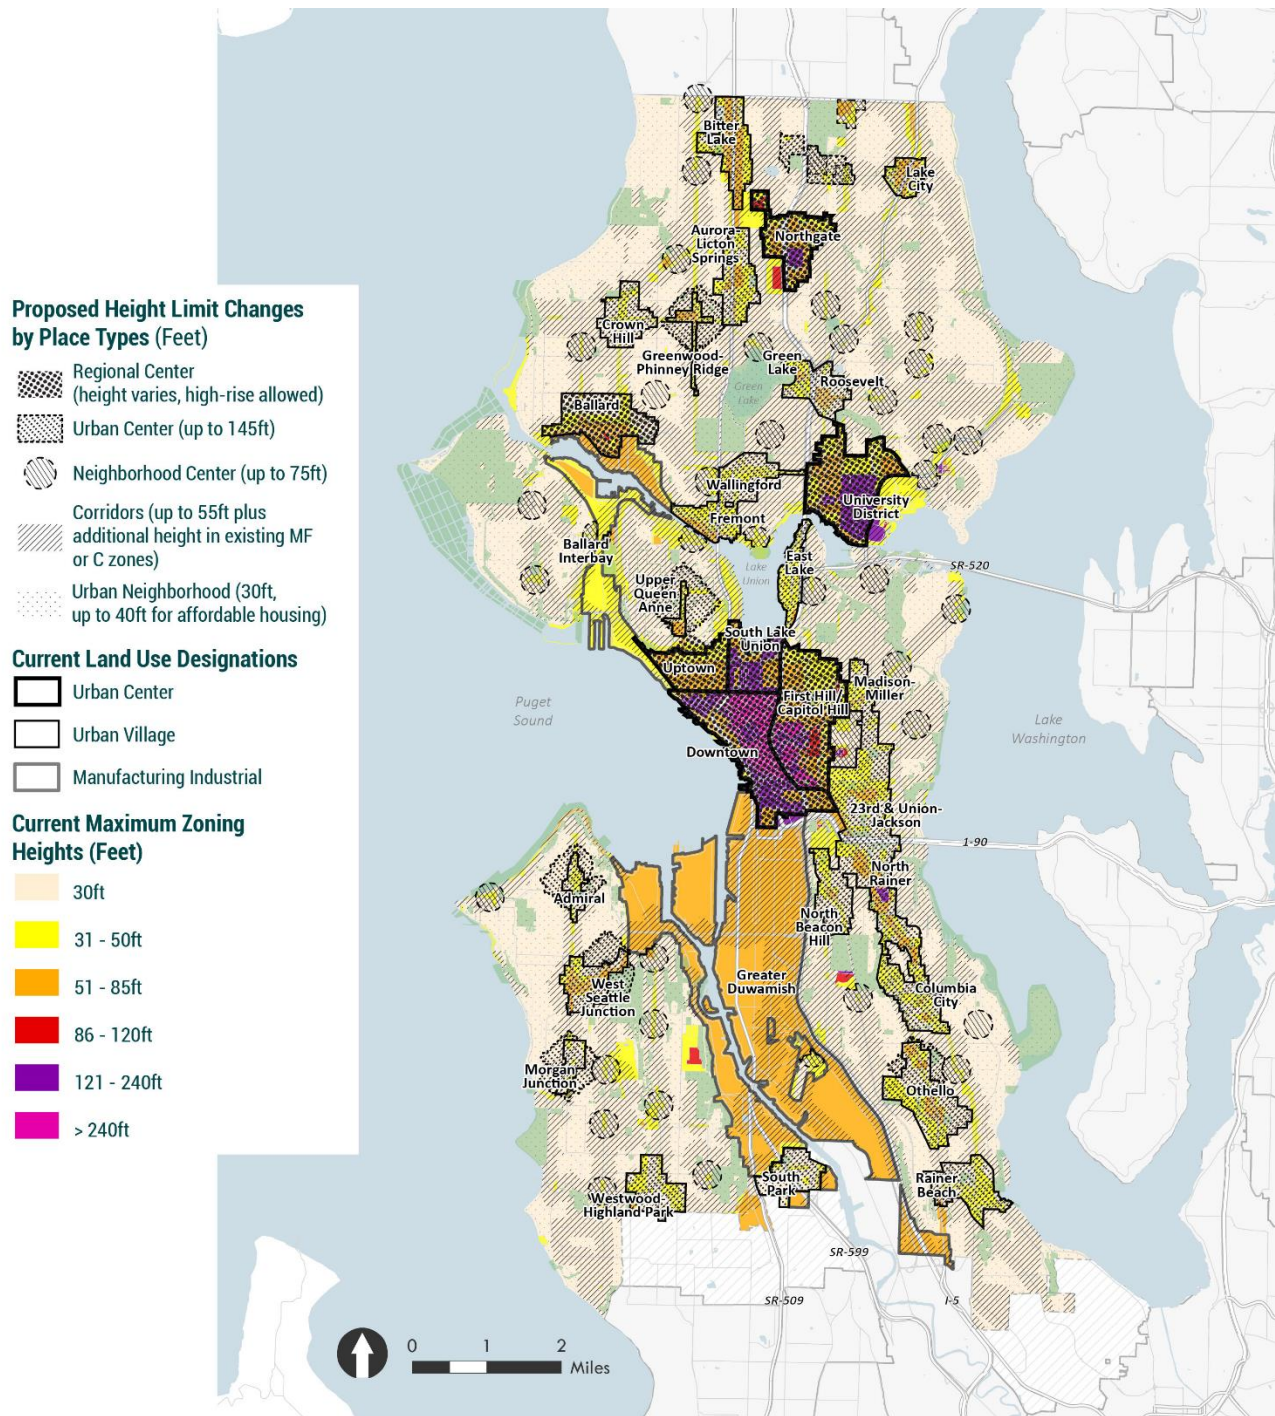 Proposed Height Limit Changes
by Place Types (Feet)
Regional Center
(height varies, high-rise allowed)
Urban Center (up to 145ft)
Neighborhood Center (up to 75ft)
Corridors (up to 55ft plus
additional height in existing MF
or C zones)
Urban Neighborhood (30ft,
up to 40ft for affordable housing)
Current Land Use Designations
Urban Center
Urban Village
Manufacturing Industrial
Current Maximum Zoning
Heights (Feet)
30ft
31 - 50ft
51 - 85ft
86 - 120ft
121 - 240ft
> 240ft
Bitter
Lake
Lake
City
Aurora-
Licton
Springs
Northgate
Crown
Hill
Greenwood-
Phinney Ridge
Green
Lake
Roosevelt
Green
Lake
Ballard
Wallingford
University
District
Fremont
Ballard
Interbay
East
Lake
Lake
Union
SR-520
Upper
Queen
Anne
South Lake
Union
Uptown
First Hill/
Capitol Hill
Madison-
Miller
Puget
Sound
Lake
Washington
Downtown
23rd & Union-
Jackson
1-90
North
Rainer
Admiral
North
Beacon
Hill
Greater
Duwamish
West
Seattle
Junction
Columbia
City
Morgan
Junction
Othello
South
Park
Rainer
Beach
Westwood-
Highland Park
SR-599
SR-509
I-5
0 1 2
Miles